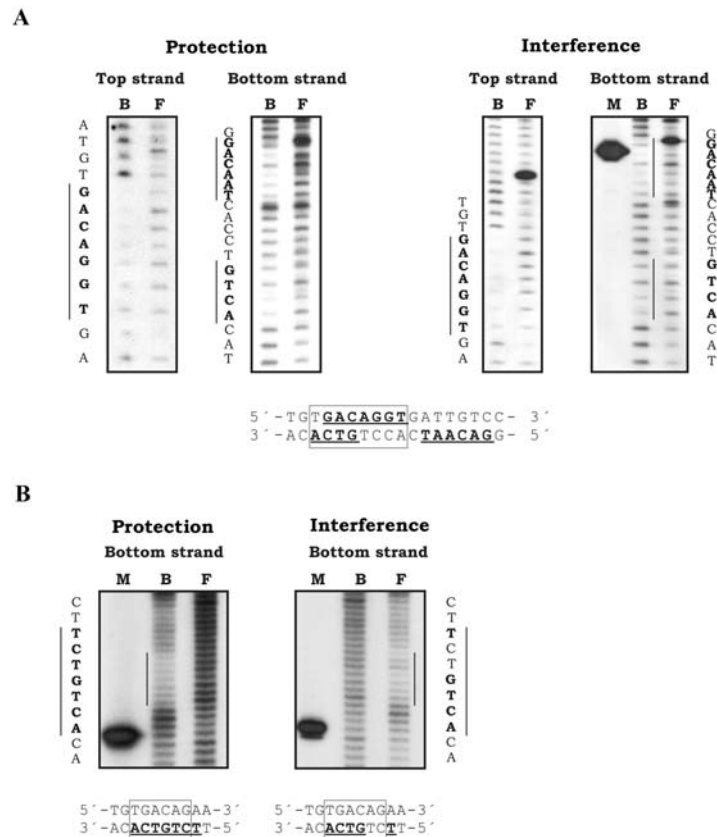 A
Protection
Interference
Top strand
Bottom strand
Top strand
Bottom strand
B F
B F
B F
M B F
A T G T G A C A G G T G A
G G A C A A T C A C C T G T C A C A T
T G T G A C A G G T G A
G G A C A A T C A C C T G T C A C A T
5´-TGTGACAGGTGATTGTCC- 3´
3´-ACACTGTCCACTAACAGG- 5´
B
Protection
Interference
Bottom strand
Bottom strand
M B F
M B F
C T T C T G T C A C A
C T T C T G T C A C A
5´-TGTGACAGAA-3´
3´-ACACTGTCTT-5´
5´-TGTGACAGAA-3´
3´-ACACTGTCTT-5´